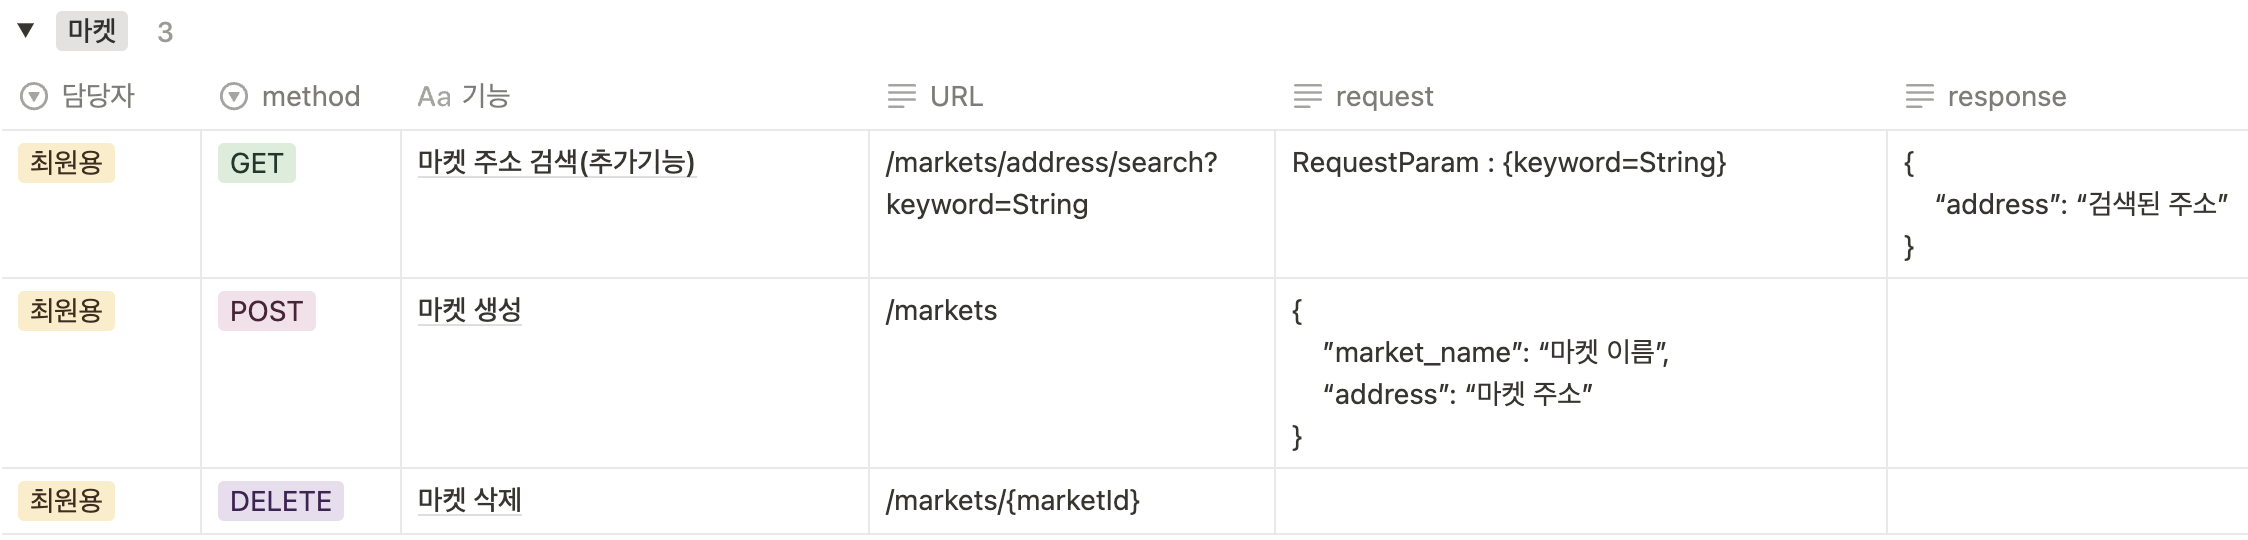 마켓 3
담당자 method Aa 기능 URL request response
최원용 GET 마켓 주소 검색(추가기능) /markets/address/search? RequestParam : {keyword=String} {
keyword=String “address”: “검색된 주소”
}
최원용 POST 마켓 생성 /markets {
”market_name”: “마켓 이름”,
“address”: “마켓 주소”
}
최원용 DELETE 마켓 삭제 /markets/{marketId}